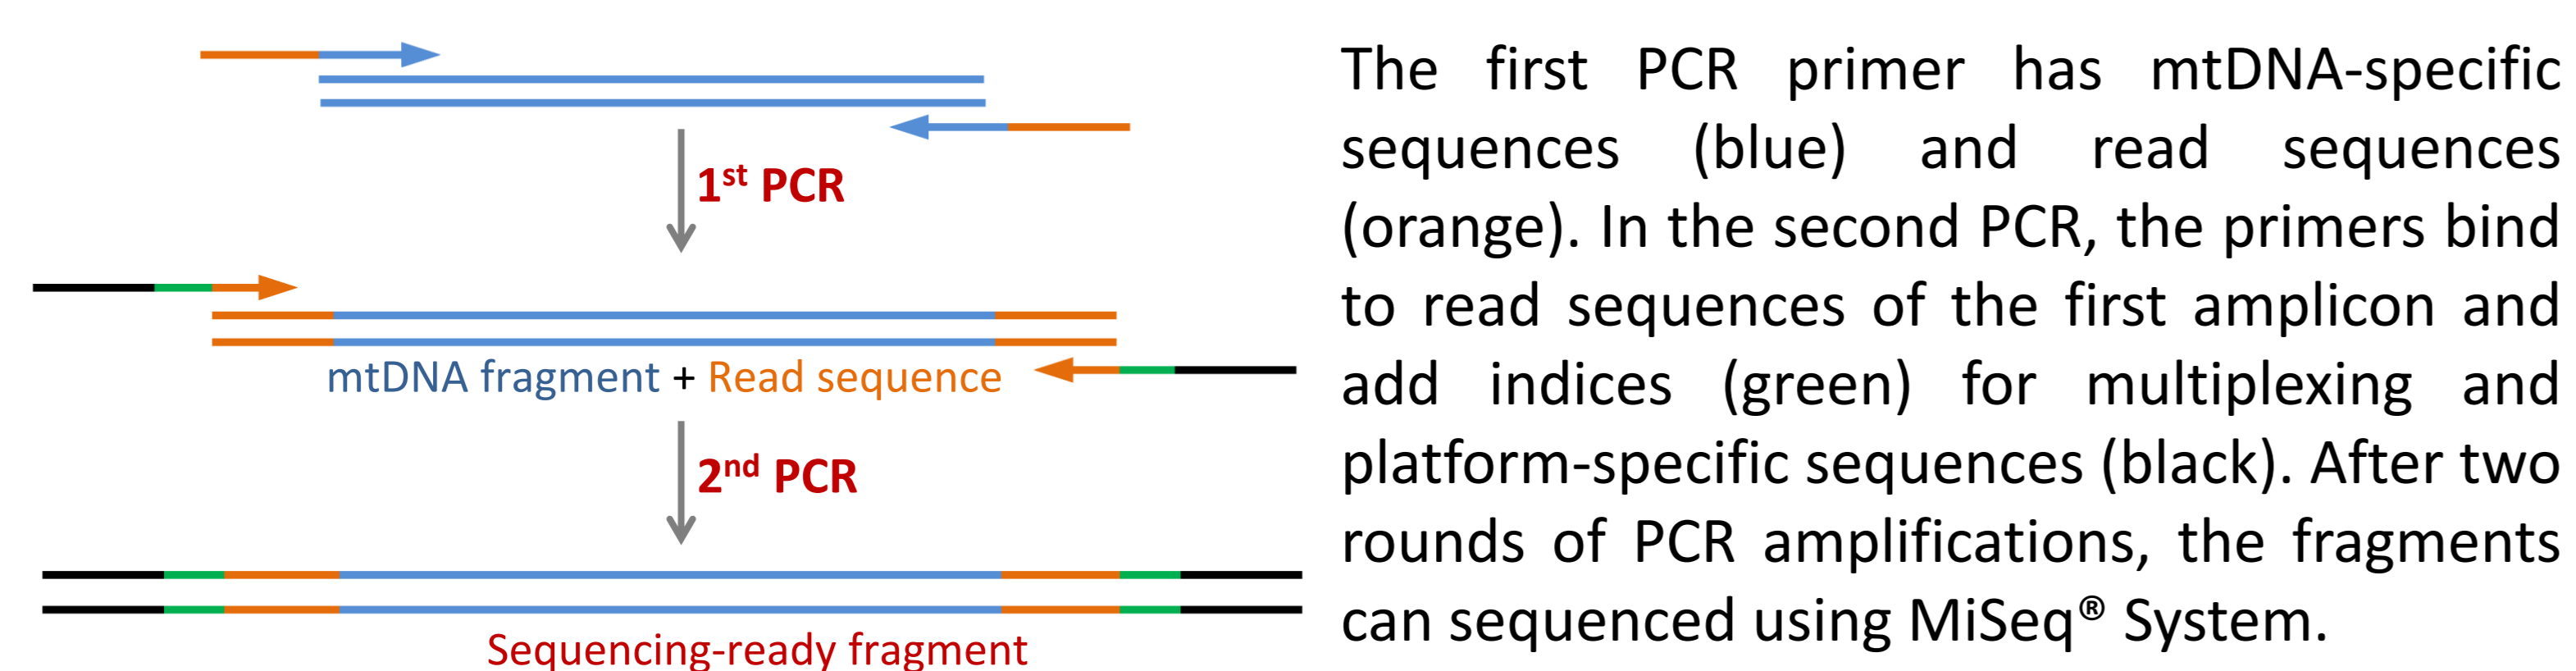 1st PCR
mtDNA fragment + Read sequence
2nd PCR
Sequencing-ready fragment
The first PCR primer has mtDNA-specific
sequences (blue) and read sequences
(orange). In the second PCR, the primers bind
to read sequences of the first amplicon and
add indices (green) for multiplexing and
platform-specific sequences (black). After two
rounds of PCR amplifications, the fragments
can sequenced using MiSeq® System.